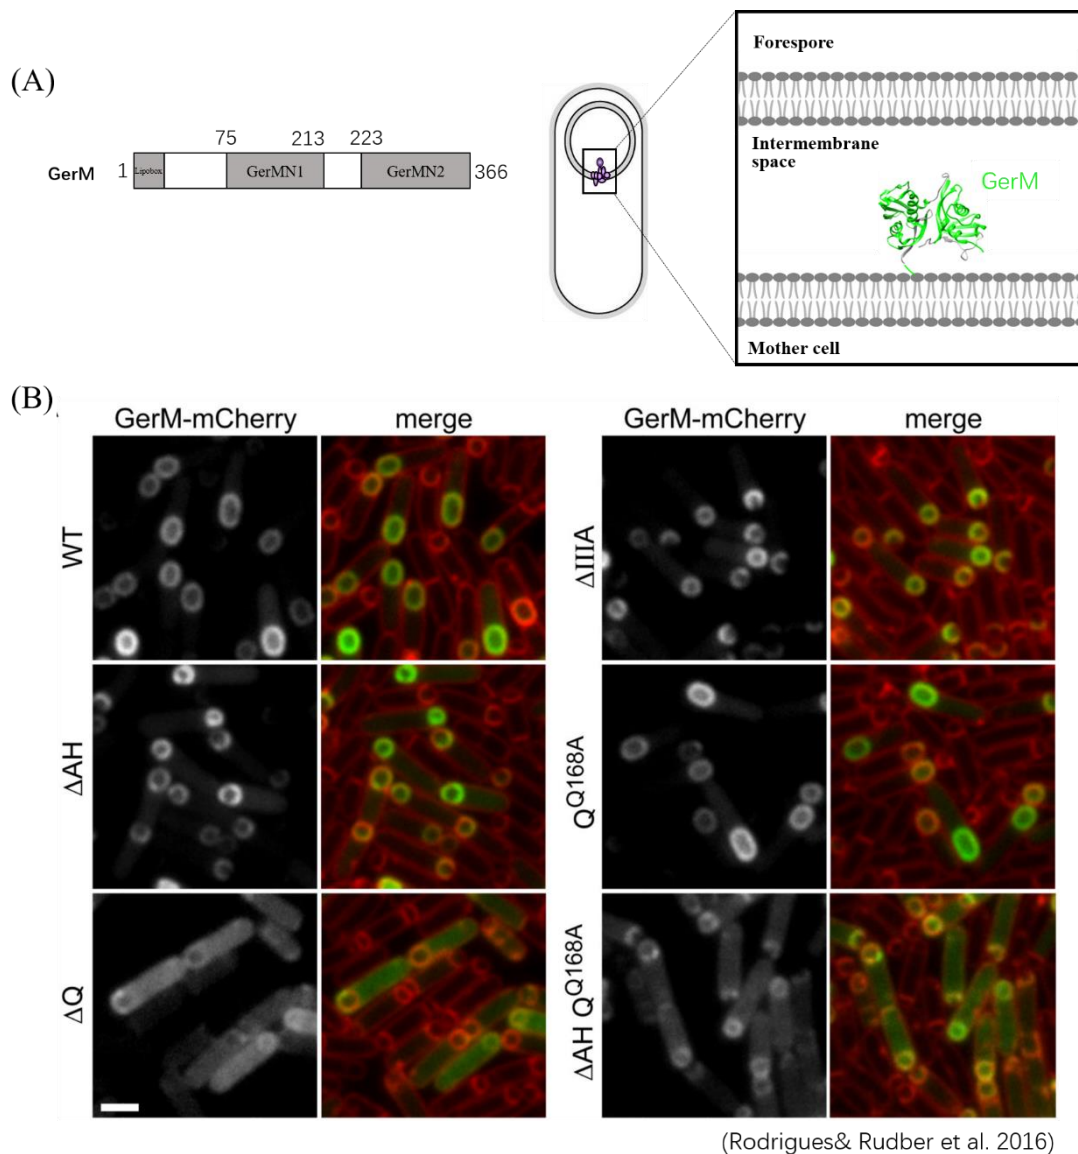 (A)
GerM 1 Lipobox 75 GerMN1 213 223 GerMN2 366
Forespore
Intermembrane
space
GerM
Mother cell
(B)
GerM-mCherry merge GerM-mCherry merge
WT ΔIIIA
ΔAH Q^Q168A
ΔQ ΔAH Q^Q168A
(Rodrigues& Rudber et al. 2016)